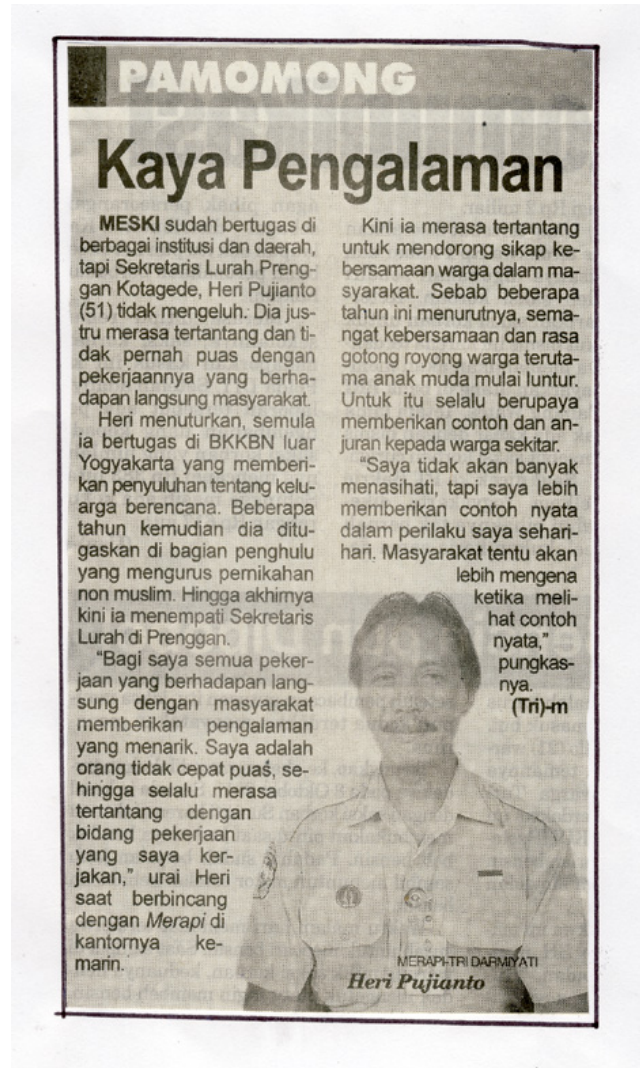 PAMOMONG
Kaya Pengalaman
MESKI sudah bertugas di
berbagai institusi dan daerah,
tapi Sekretaris Lurah Preng-
gan Kotagede, Heri Pujianto
(51) tidak mengeluh. Dia jus-
tru merasa tertantang dan ti-
dak pernah puas dengan
pekerjaannya yang berha-
dapan langsung masyarakat.
Heri menuturkan, semula
ia bertugas di BKKBN luar
Yogyakarta yang memberi-
kan penyuluhan tentang kelu-
arga berencana. Beberapa
tahun kemudian dia ditu-
gaskan di bagian penghulu
yang mengurus pernikahan
non muslim. Hingga akhirnya
kini ia menempati Sekretaris
Lurah di Prenggan.
"Bagi saya semua peker-
jaan yang berhadapan lang-
sung dengan masyarakat
memberikan pengalaman
yang menarik. Saya adalah
orang tidak cepat puas, se-
hingga selalu merasa
tertantang dengan
bidang pekerjaan
yang saya ker-
jakan," urai Heri
saat berbincang
dengan Merapi di
kantornya ke-
marin.
Kini ia merasa tertantang
untuk mendorong sikap ke-
bersamaan warga dalam ma-
syarakat. Sebab beberapa
tahun ini menurutnya, sema-
ngat kebersamaan dan rasa
gotong royong warga teruta-
ma anak muda mulai luntur.
Untuk itu selalu berupaya
memberikan contoh dan an-
juran kepada warga sekitar.
"Saya tidak akan banyak
menasihati, tapi saya lebih
memberikan contoh nyata
dalam perilaku saya sehari-
hari. Masyarakat tentu akan
lebih mengena
ketika meli-
hat contoh
nyata,"
pungkas-
nya.
(Tri)-m
MERAPI-TRI DARMIYATI
Heri Pujianto